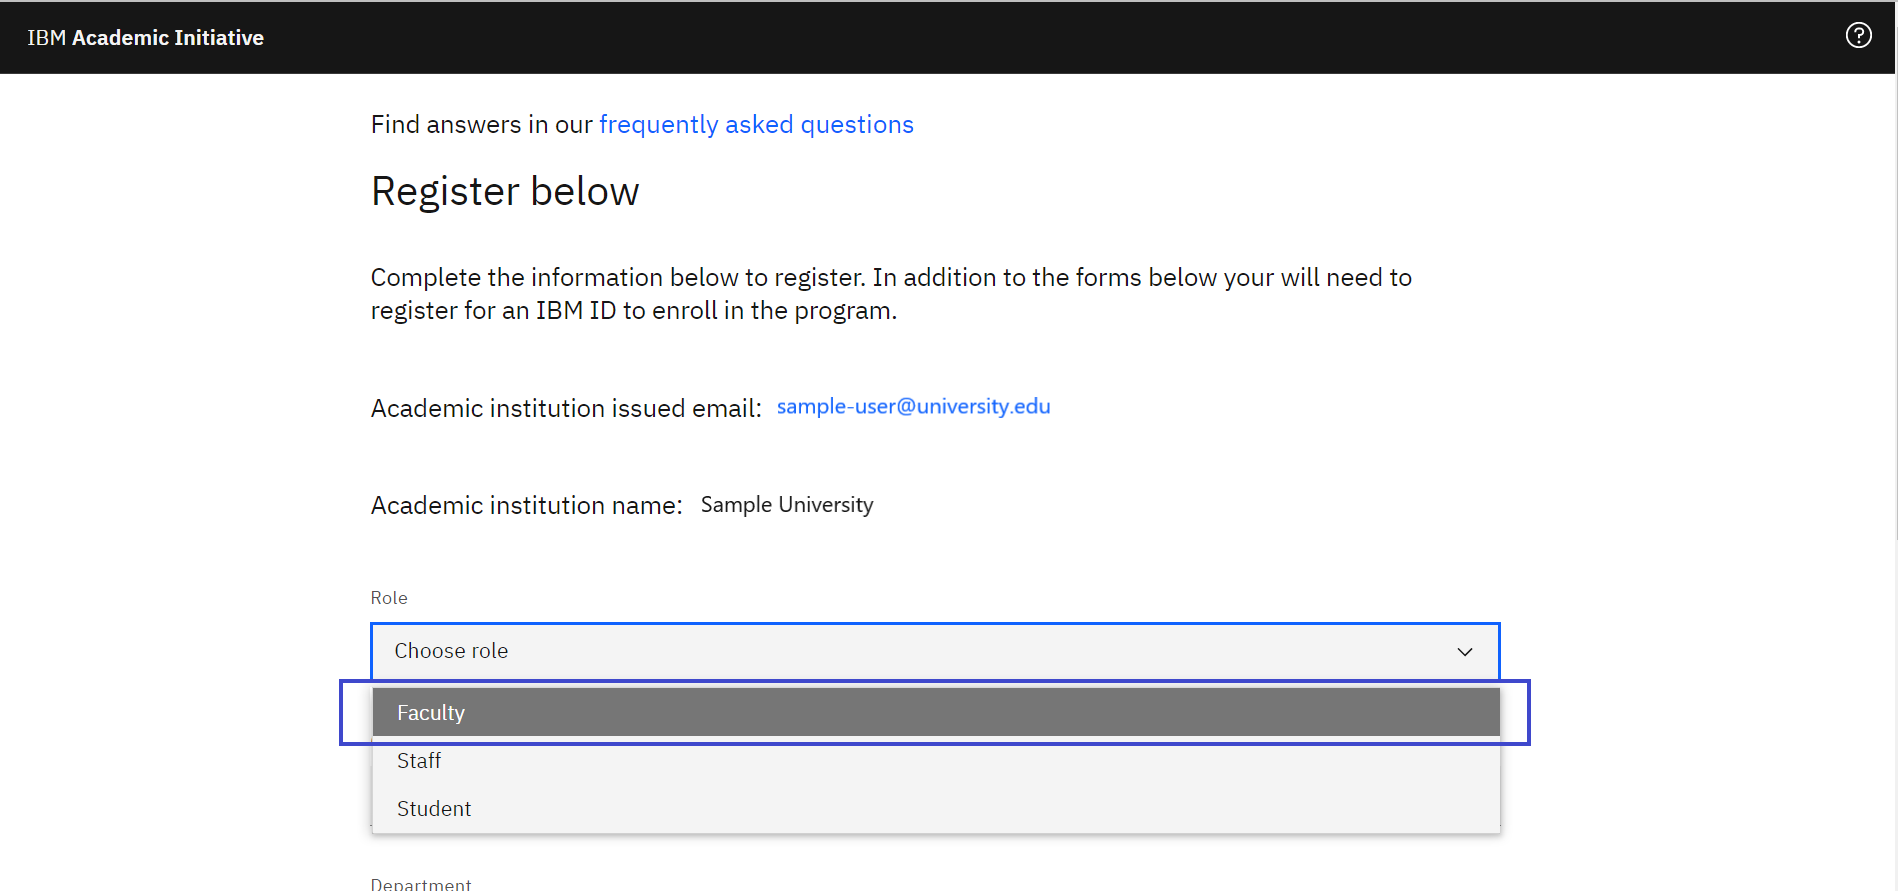 IBM Academic Initiative
Find answers in our frequently asked questions
Register below
Complete the information below to register. In addition to the forms below your will need to
register for an IBM ID to enroll in the program.
Academic institution issued email: sample-user@university.edu
Academic institution name: Sample University
Role
Choose role
Faculty
Staff
Student
Department